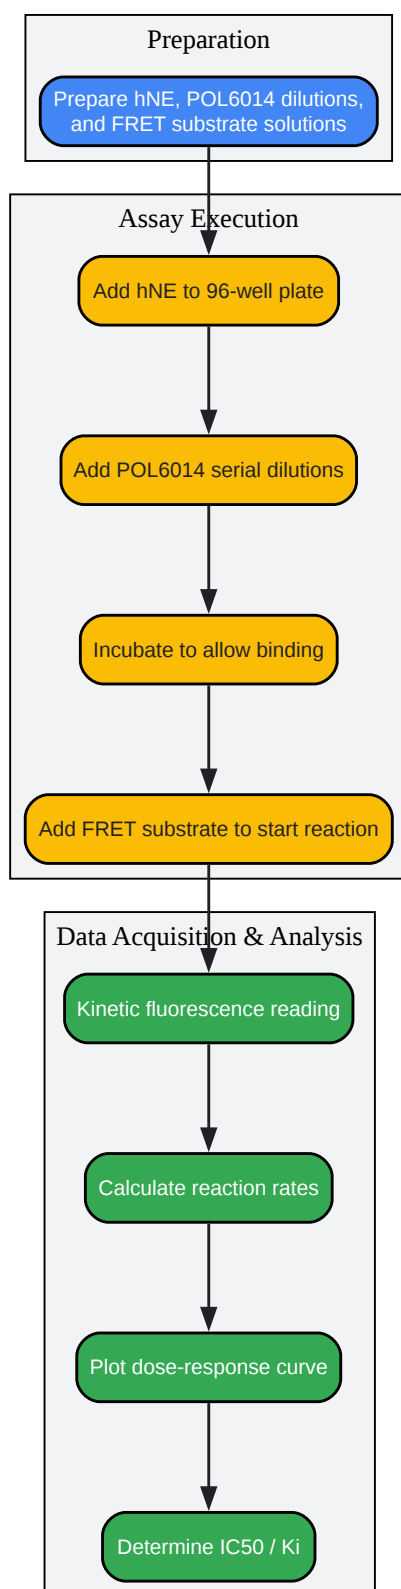 Preparation
Prepare hNE, POL6014 dilutions,
and FRET substrate solutions
Assay Execution
Add hNE to 96-well plate
Add POL6014 serial dilutions
Incubate to allow binding
Add FRET substrate to start reaction
Data Acquisition & Analysis
Kinetic fluorescence reading
Calculate reaction rates
Plot dose-response curve
Determine IC50 / Ki